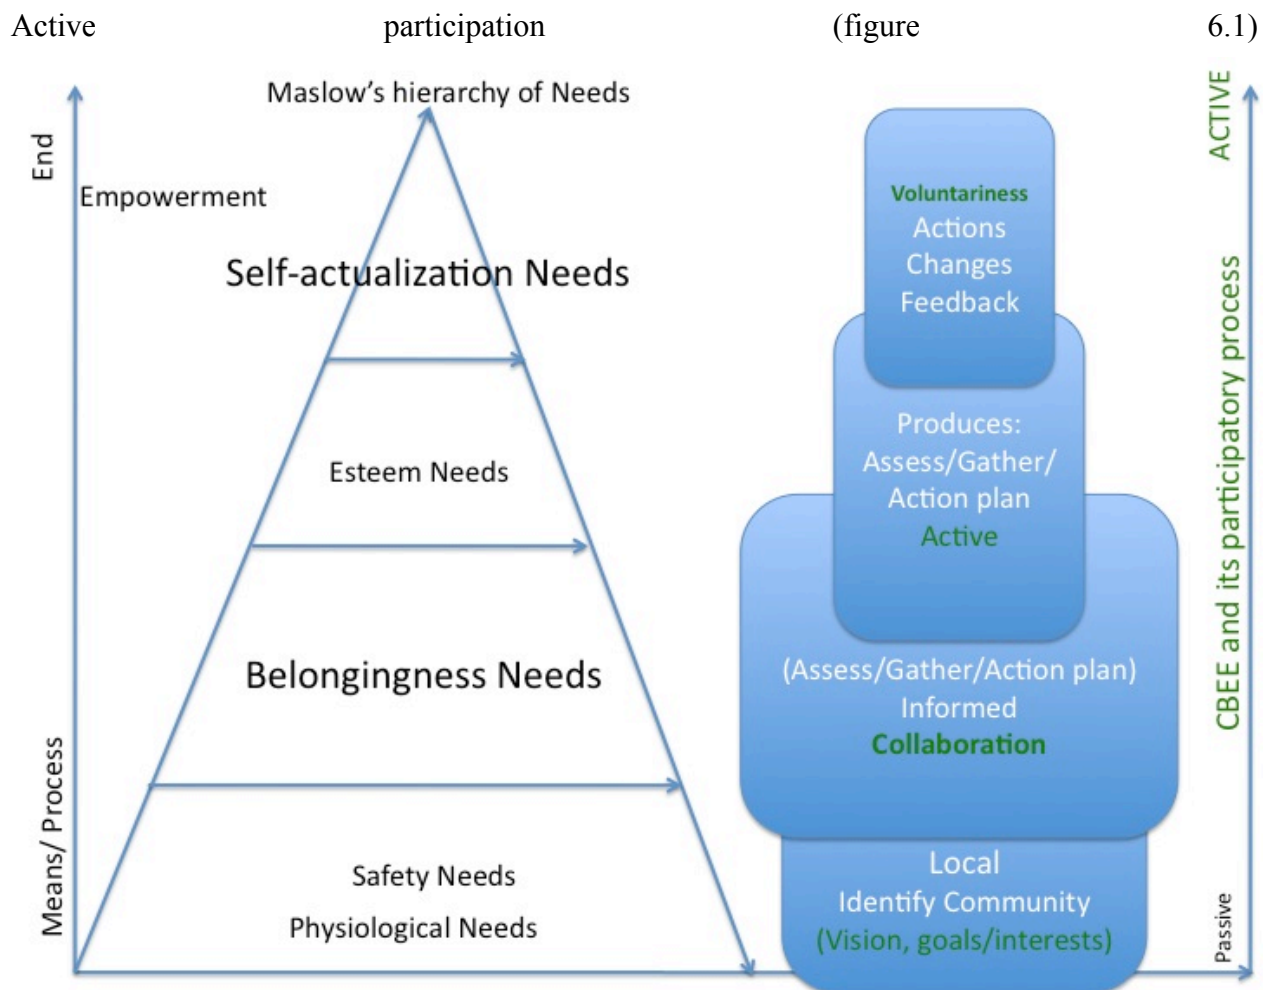 Active participation (figure 6.1)
Maslow’s hierarchy of Needs
End
Empowerment
Self-actualization Needs
Esteem Needs
Belongingness Needs
Means/ Process
Safety Needs
Physiological Needs
Voluntariness
Actions
Changes
Feedback
Produces:
Assess/Gather/
Action plan
Active
(Assess/Gather/Action plan)
Informed
Collaboration
Local
Identify Community
(Vision, goals/interests)
ACTIVE
CBEE and its participatory process
Passive